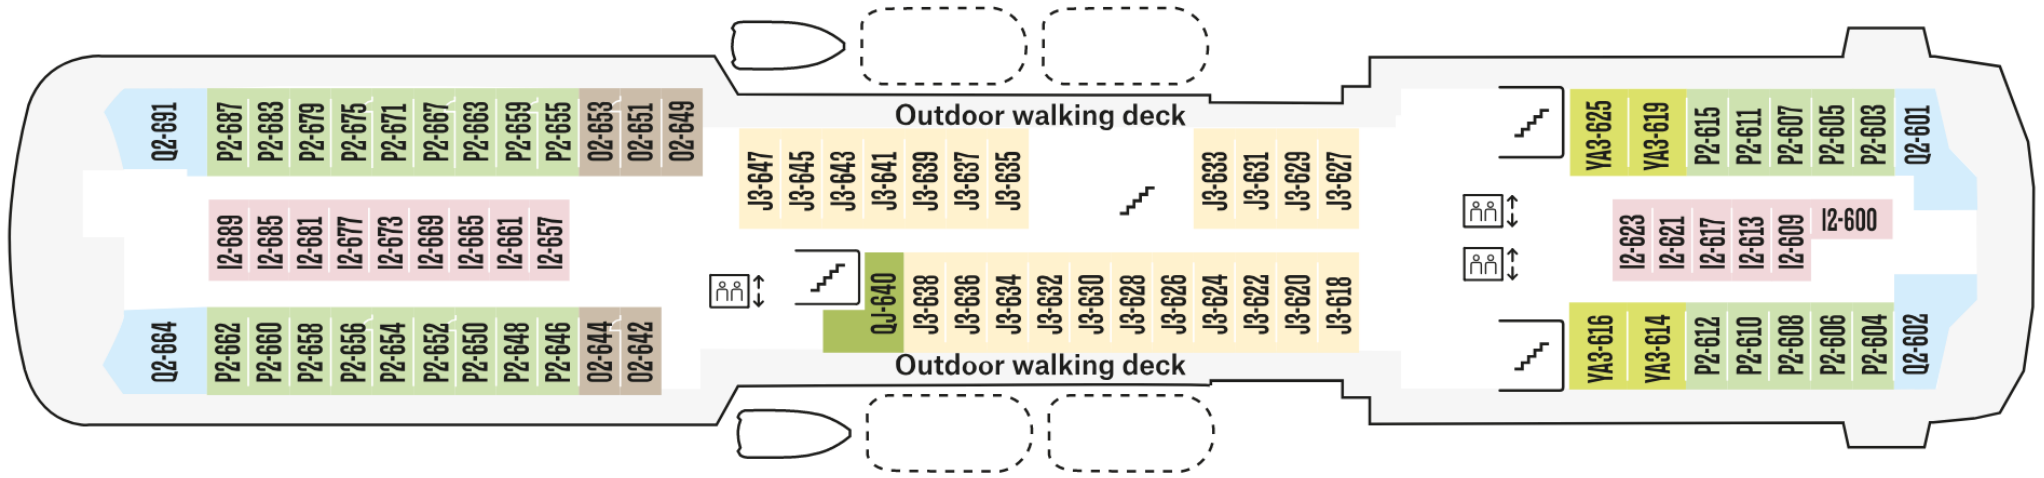 Q2-691 P2-687 P2-683 P2-679 P2-675 P2-671 P2-667 P2-663 P2-659 P2-655 O2-653 O2-651 O2-649
Outdoor walking deck
YA3-625 YA3-619 P2-615 P2-611 P2-607 P2-605 P2-603 Q2-601
J3-647 J3-645 J3-643 J3-641 J3-639 J3-637 J3-635 J3-633 J3-631 J3-629 J3-627
I2-689 I2-685 I2-681 I2-677 I2-673 I2-669 I2-665 I2-661 I2-657
I2-623 I2-621 I2-617 I2-613 I2-609 I2-600
QJ-640 J3-638 J3-636 J3-634 J3-632 J3-630 J3-628 J3-626 J3-624 J3-622 J3-620 J3-618
Q2-664 P2-662 P2-660 P2-658 P2-656 P2-654 P2-652 P2-650 P2-648 P2-646 O2-644 O2-642
Outdoor walking deck
YA3-616 YA3-614 P2-612 P2-610 P2-608 P2-606 P2-604 Q2-602